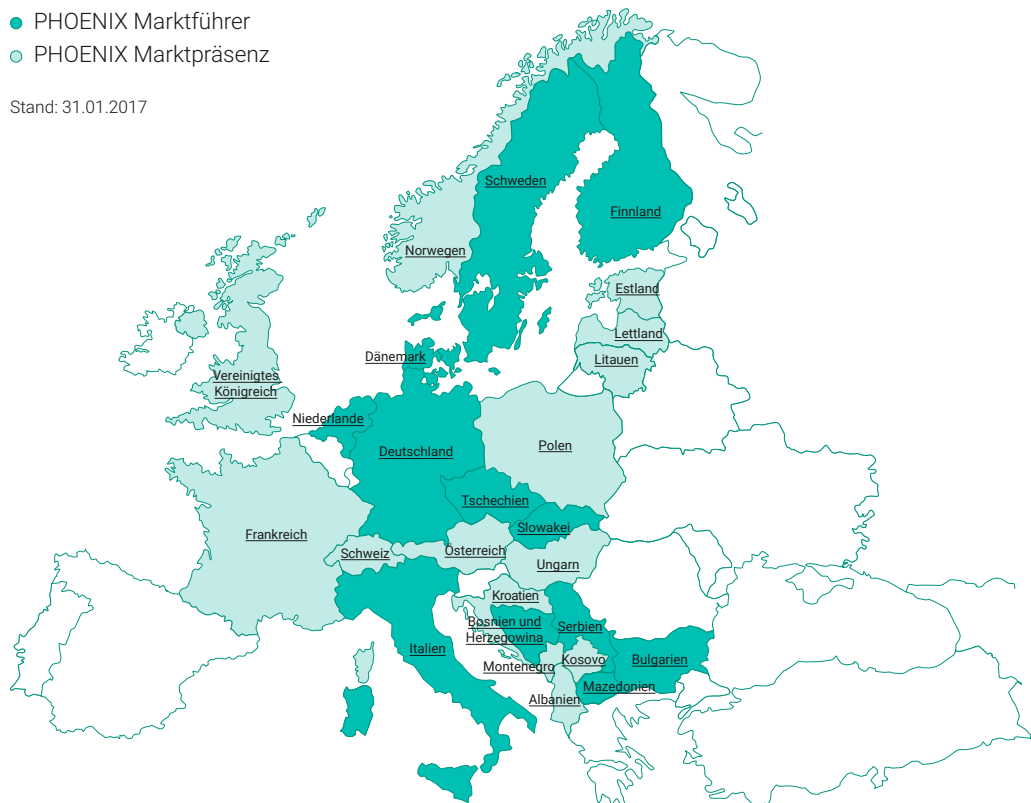 PHOENIX Marktführer
PHOENIX Marktpräsenz
Stand: 31.01.2017
Schweden
Finnland
Norwegen
Estland
Lettland
Dänemark
Litauen
Vereinigtes
Königreich
Niederlande
Deutschland
Polen
Tschechien
Slowakei
Frankreich
Schweiz
Österreich
Ungarn
Kroatien
Bosnien und
Herzegowina
Serbien
Italien
Montenegro
Kosovo
Bulgarien
Mazedonien
Albanien